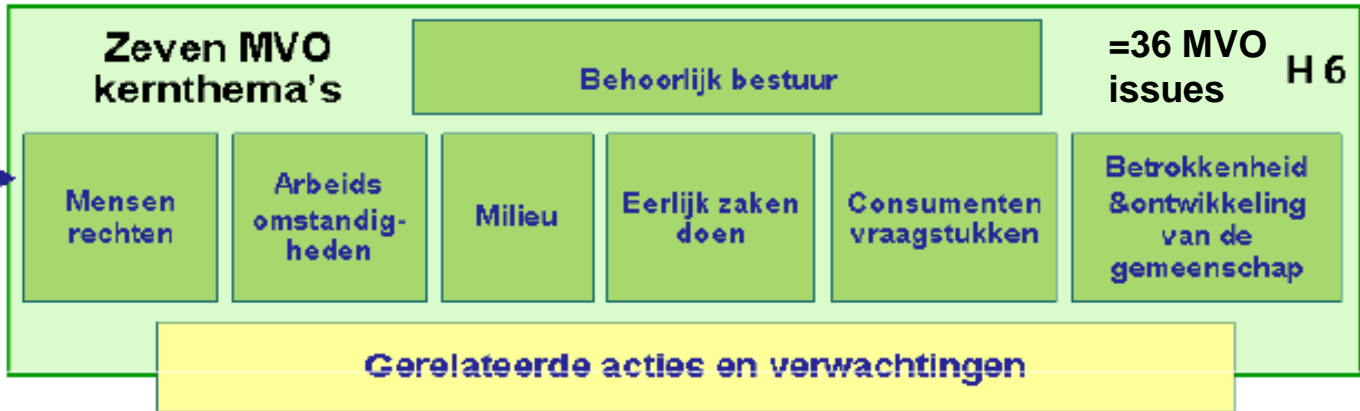 Zeven MVO
kernthema's
Behoorlijk bestuur
=36 MVO
issues
H 6
Mensen
rechten
Arbeids
omstandig-
heden
Milieu
Eerlijk zaken
doen
Consumenten
vraagstukken
Betrokkenheid
&ontwikkeling
van de
gemeenschap
Gerelateerde acties en verwachtingen